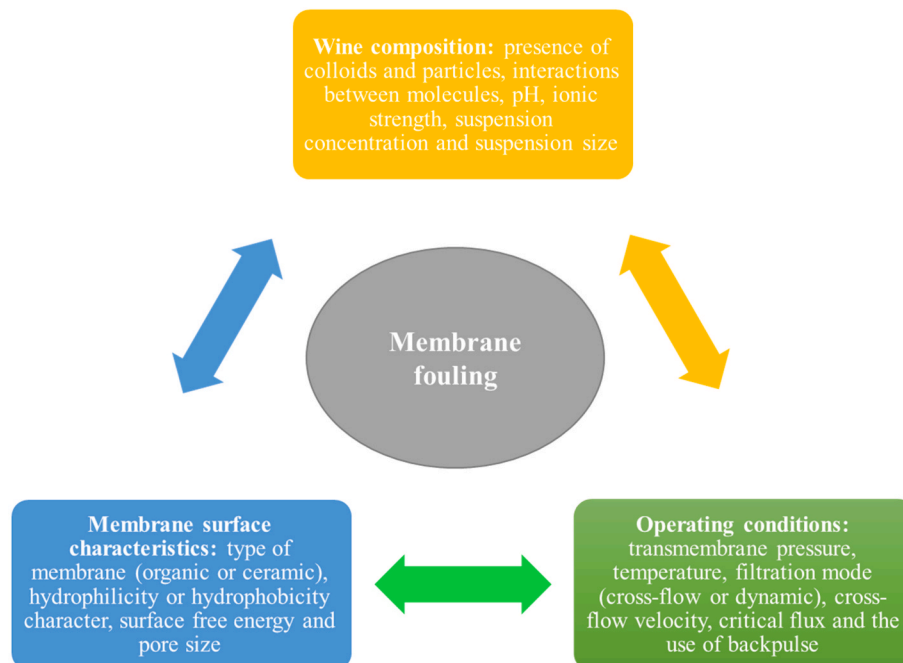 Wine composition: presence of
colloids and particles, interactions
between molecules, pH, ionic
strength, suspension
concentration and suspension size
Membrane
fouling
Membrane surface
characteristics: type of
membrane (organic or ceramic),
hydrophilicity or hydrophobicity
character, surface free energy and
pore size
Operating conditions:
transmembrane pressure,
temperature, filtration mode
(cross-flow or dynamic), cross-
flow velocity, critical flux and the
use of backpulse